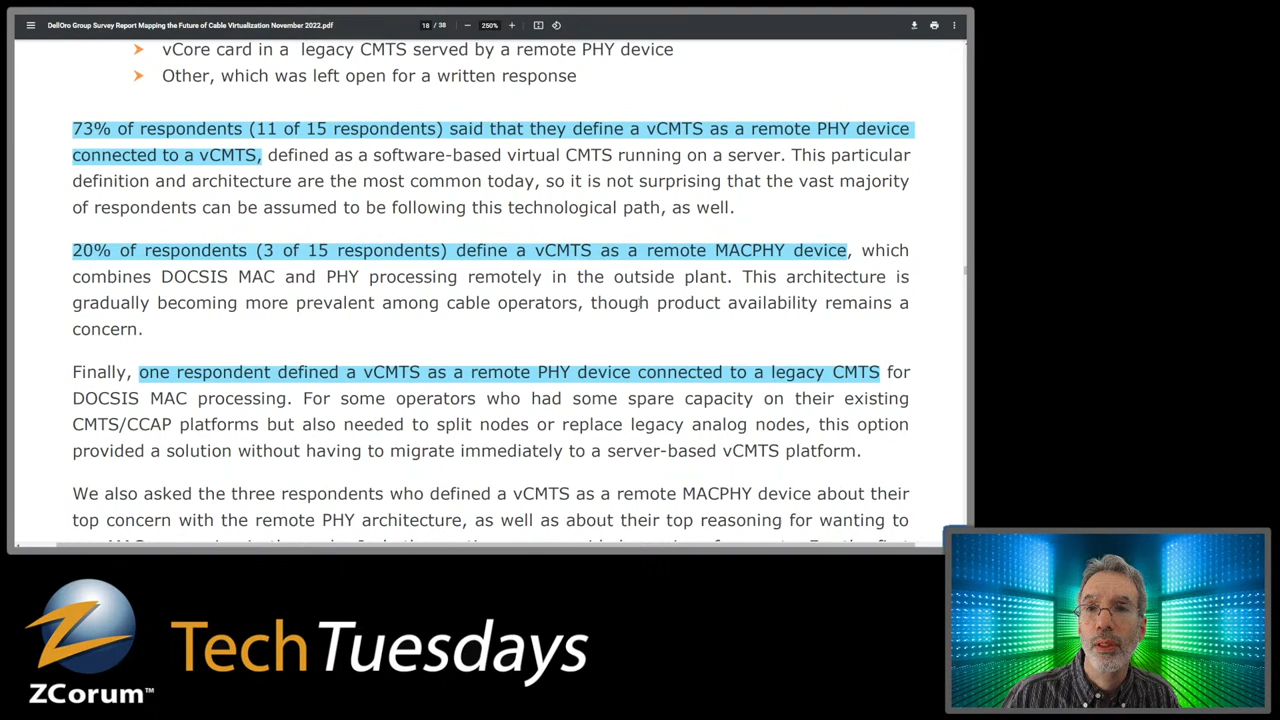 DellOro Group Survey Report Mapping the Future of Cable Virtualization November 2022.pdf
18 / 38
250%
vCore card in a legacy CMTS served by a remote PHY device
Other, which was left open for a written response
73% of respondents (11 of 15 respondents) said that they define a vCMTS as a remote PHY device
connected to a vCMTS, defined as a software-based virtual CMTS running on a server. This particular
definition and architecture are the most common today, so it is not surprising that the vast majority
of respondents can be assumed to be following this technological path, as well.
20% of respondents (3 of 15 respondents) define a vCMTS as a remote MACPHY device, which
combines DOCSIS MAC and PHY processing remotely in the outside plant. This architecture is
gradually becoming more prevalent among cable operators, though product availability remains a
concern.
Finally, one respondent defined a vCMTS as a remote PHY device connected to a legacy CMTS for
DOCSIS MAC processing. For some operators who had some spare capacity on their existing
CMTS/CCAP platforms but also needed to split nodes or replace legacy analog nodes, this option
provided a solution without having to migrate immediately to a server-based vCMTS platform.
We also asked the three respondents who defined a vCMTS as a remote MACPHY device about their
top concern with the remote PHY architecture, as well as about their top reasoning for wanting to
Tech Tuesdays
ZCorum™